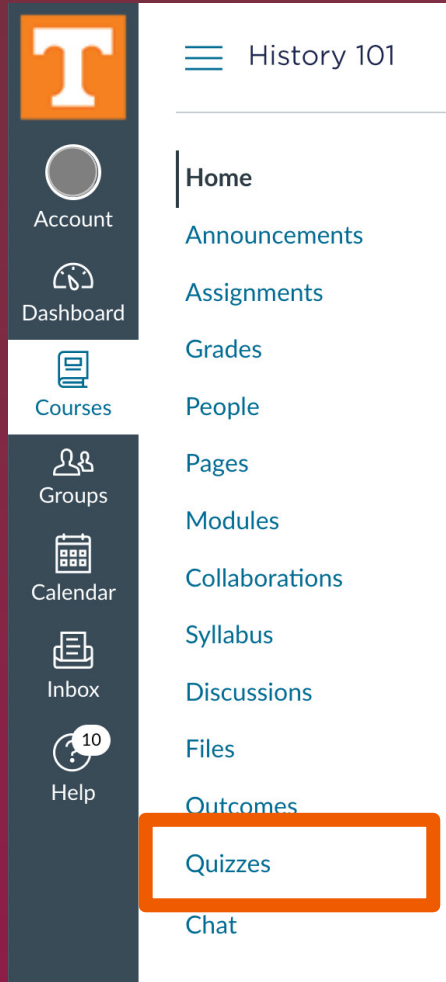 T
History 101
Account
Dashboard
Courses
Groups
Calendar
Inbox
10
Help
Home
Announcements
Assignments
Grades
People
Pages
Modules
Collaborations
Syllabus
Discussions
Files
Outcomes
Quizzes
Chat